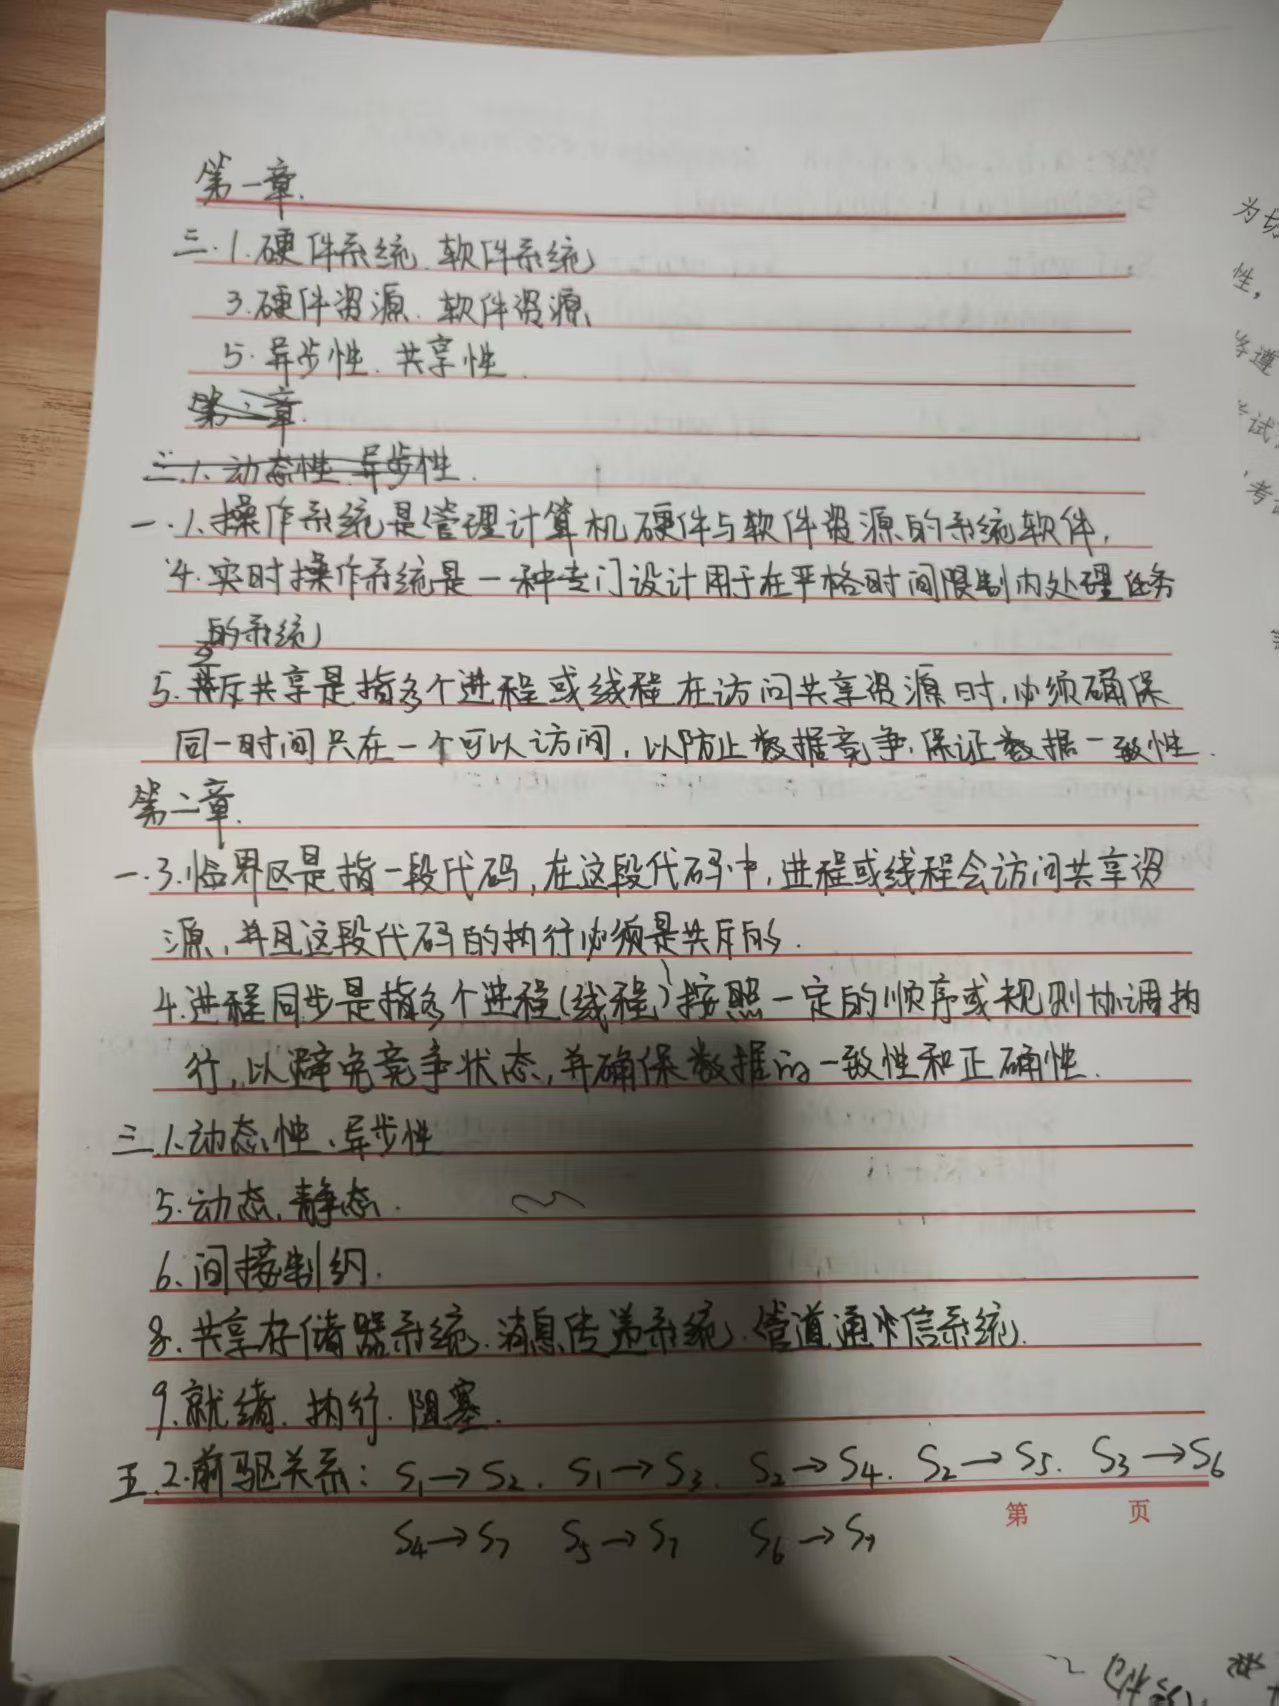 第一章.
三.1.硬件系统.软件系统
3.硬件资源.软件资源
5.异步性.共享性.
第二章.
三.1.动态性.异步性.
一.1.操作系统是管理计算机硬件与软件资源的系统软件.
4.实时操作系统是一种专门设计用于在严格时间限制内处理任务
的系统
5.互斥共享是指多个进程或线程在访问共享资源时,必须确保
同一时间只在一个可以访问,以防止数据竞争,保证数据一致性.
第二章.
一.3.临界区是指一段代码,在这段代码中,进程或线程会访问共享资
源,并且这段代码的执行必须是共斥的.
4.进程同步是指多个进程(线程)按照一定的顺序或规则协调执
行,以避免竞争状态,并确保数据的一致性和正确性.
三.1.动态性.异步性
5.动态.静态.
6.间接制约.
8.共享存储器系统.消息传递系统.管道通信系统.
9.就绪.执行.阻塞.
五.2.前驱关系: S1→S2. S1→S3. S2→S4. S2→S5. S3→S6
第 页
S4→S7 S5→S7 S6→S7
为切
性,
遵
试
,考